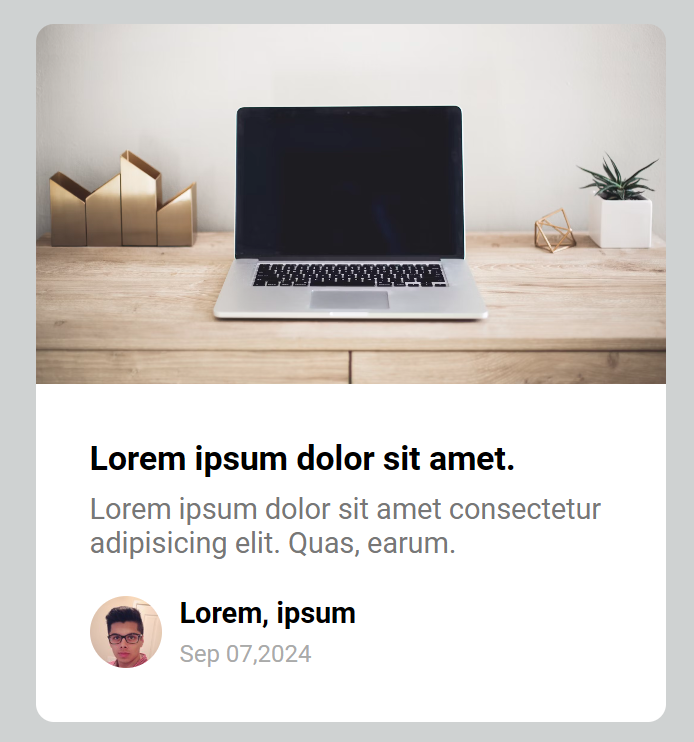 Lorem ipsum dolor sit amet.
Lorem ipsum dolor sit amet consectetur
adipisicing elit. Quas, earum.
Lorem, ipsum
Sep 07,2024